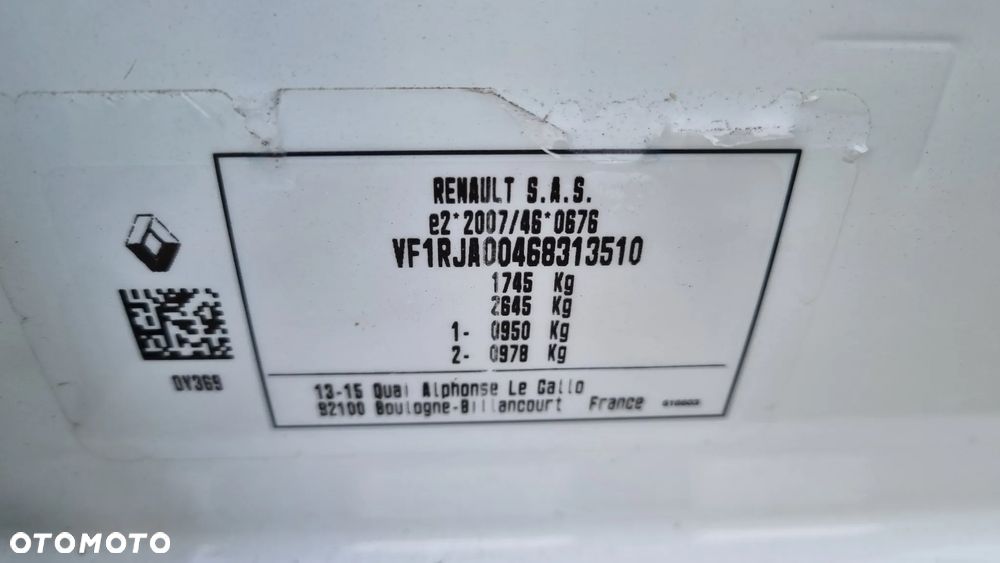 RENAULT S.A.S.
e2*2007/46*0676
VF1RJA00468313510
1745 Kg
2645 Kg
1- 0950 Kg
2- 0978 Kg
DY369
13-15 Quai Alphonse Le Gallo
92100 Boulogne-Billancourt France
OTOMOTO